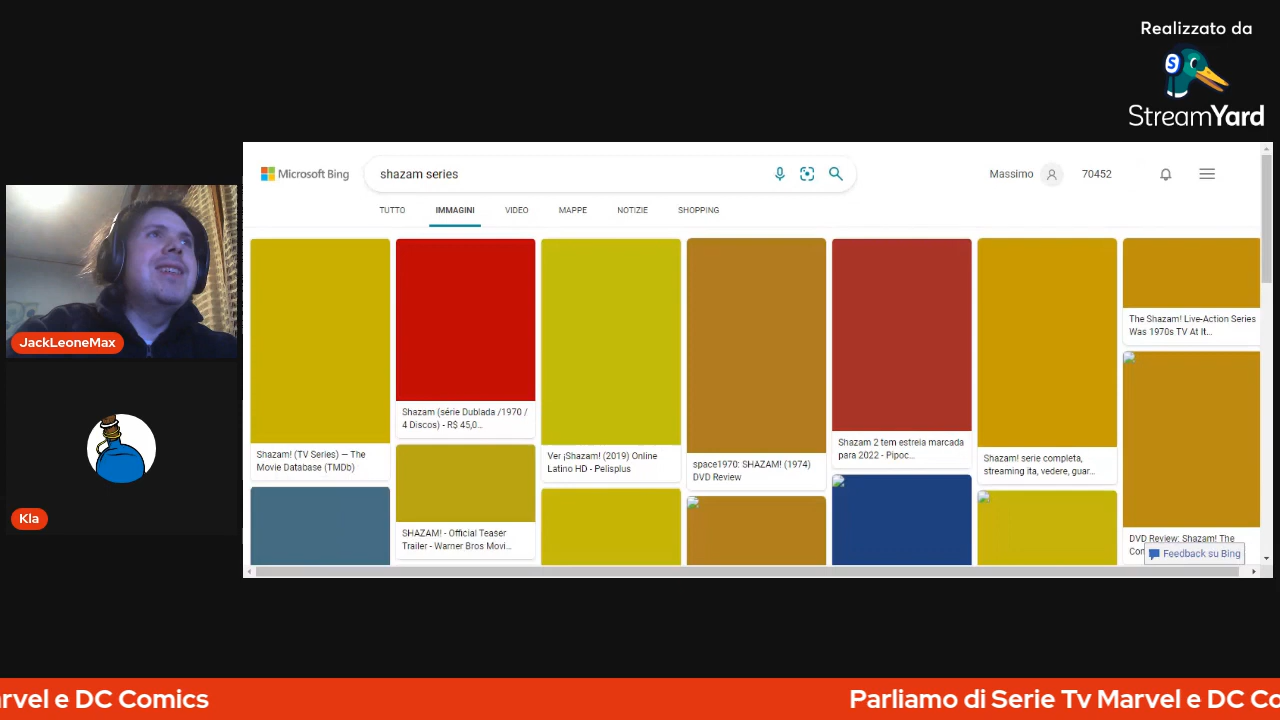 Realizzato da
StreamYard
Microsoft Bing
shazam series
Massimo
70452
TUTTO
IMMAGINI
VIDEO
MAPPE
NOTIZIE
SHOPPING
Shazam! (TV Series) — The
Movie Database (TMDb)
Shazam (série Dublada /1970 /
4 Discos) - R$ 45,0...
SHAZAM! - Official Teaser
Trailer - Warner Bros Movi...
Ver ¡Shazam! (2019) Online
Latino HD - Pelisplus
space1970: SHAZAM! (1974)
DVD Review
Shazam 2 tem estreia marcada
para 2022 - Pipoc...
Shazam! serie completa,
streaming ita, vedere, guar...
The Shazam! Live-Action Series
Was 1970s TV At It...
DVD Review: Shazam! The
Feedback su Bing
JackLeoneMax
Kla
rvel e DC Comics
Parliamo di Serie Tv Marvel e DC Co